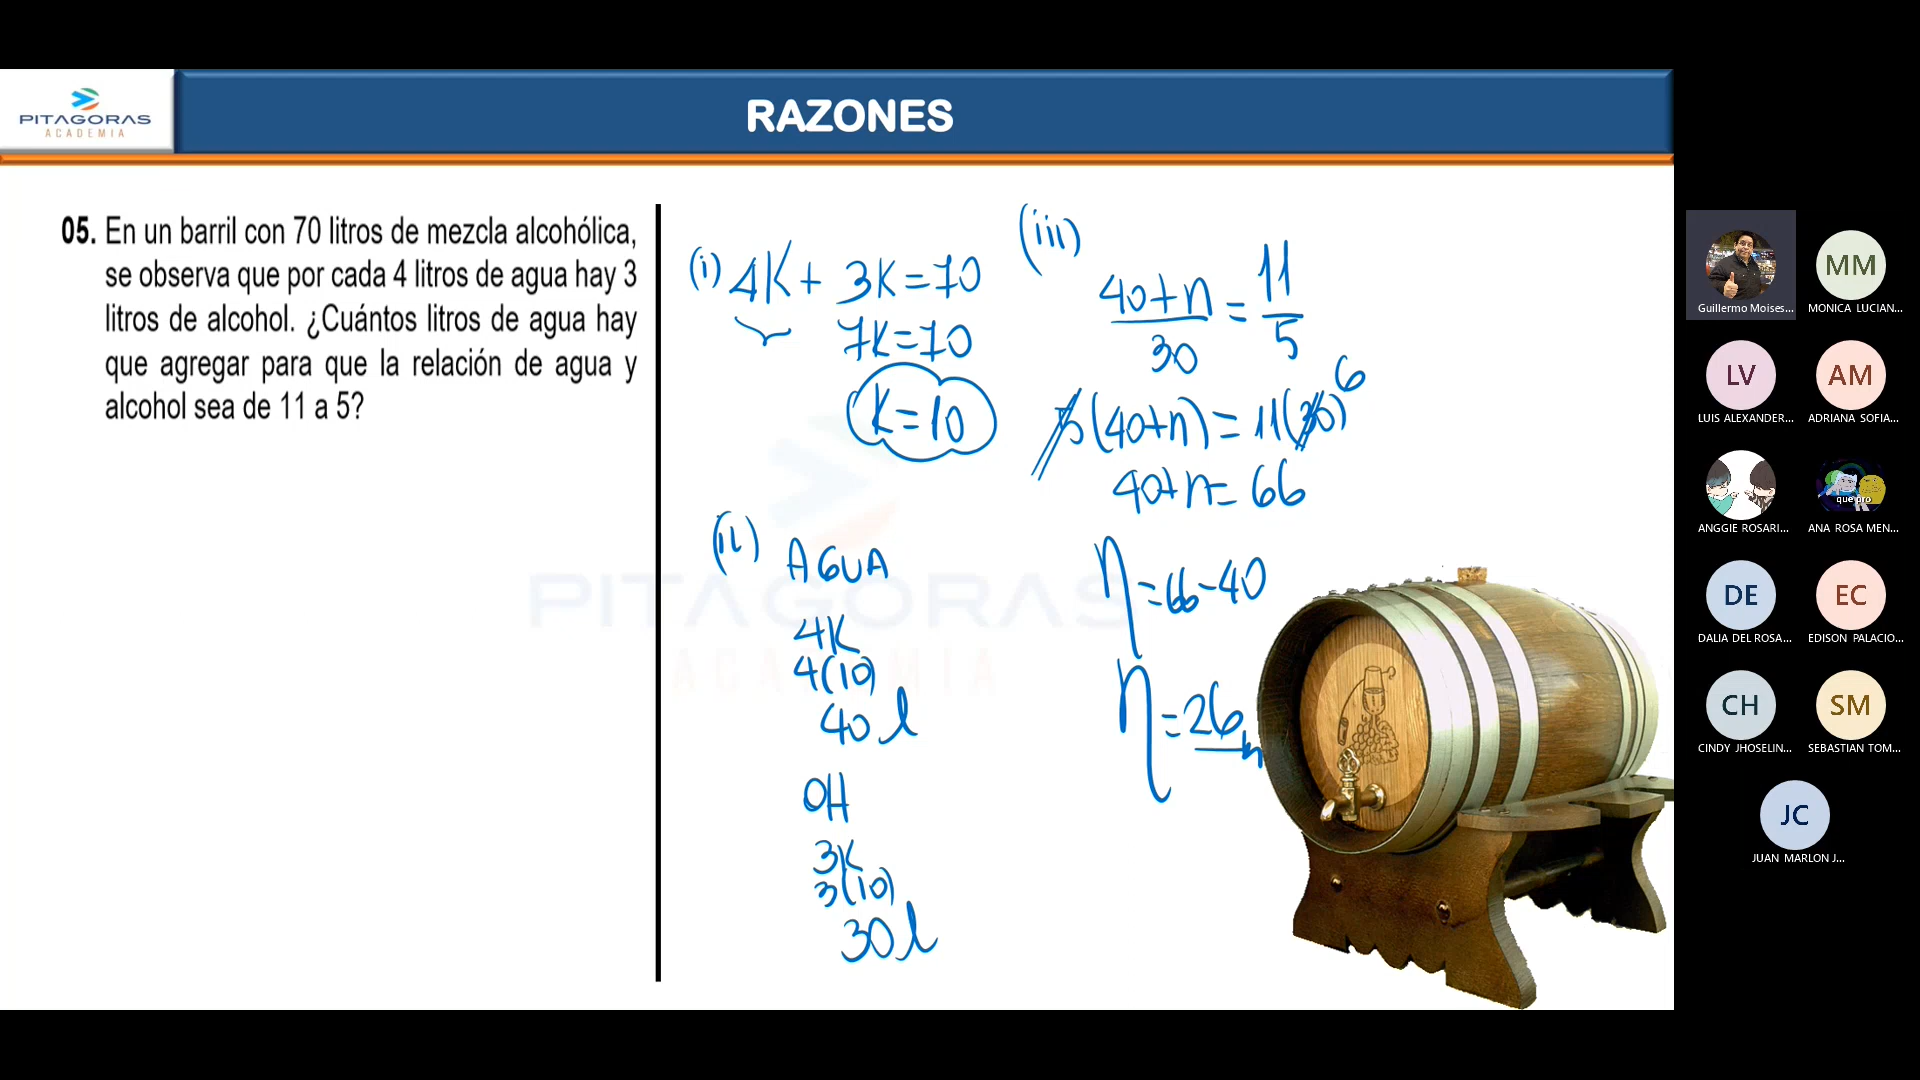 PITAGORAS
ACADEMIA
RAZONES
05. En un barril con 70 litros de mezcla alcohólica,
se observa que por cada 4 litros de agua hay 3
litros de alcohol. ¿Cuántos litros de agua hay
que agregar para que la relación de agua y
alcohol sea de 11 a 5?
(i) 4K + 3K = 70
7K = 70
K = 10
(ii)
AGUA
4K
4(10)
40 l
OH
3K
3(10)
30 l
(iii)
40+n = 11
30 5
5(40+n) = 11(30) 6
40+n = 66
n = 66-40
n = 26
PITAGORAS
ACADEMIA
Guillermo Moises...
MM
MONICA LUCIAN...
LV
LUIS ALEXANDER...
AM
ADRIANA SOFIA...
ANGGIE ROSARI...
que pro
ANA ROSA MEN...
DE
DALIA DEL ROSA...
EC
EDISON PALACIO...
CH
CINDY JHOSELIN...
SM
SEBASTIAN TOM...
JC
JUAN MARLON J...